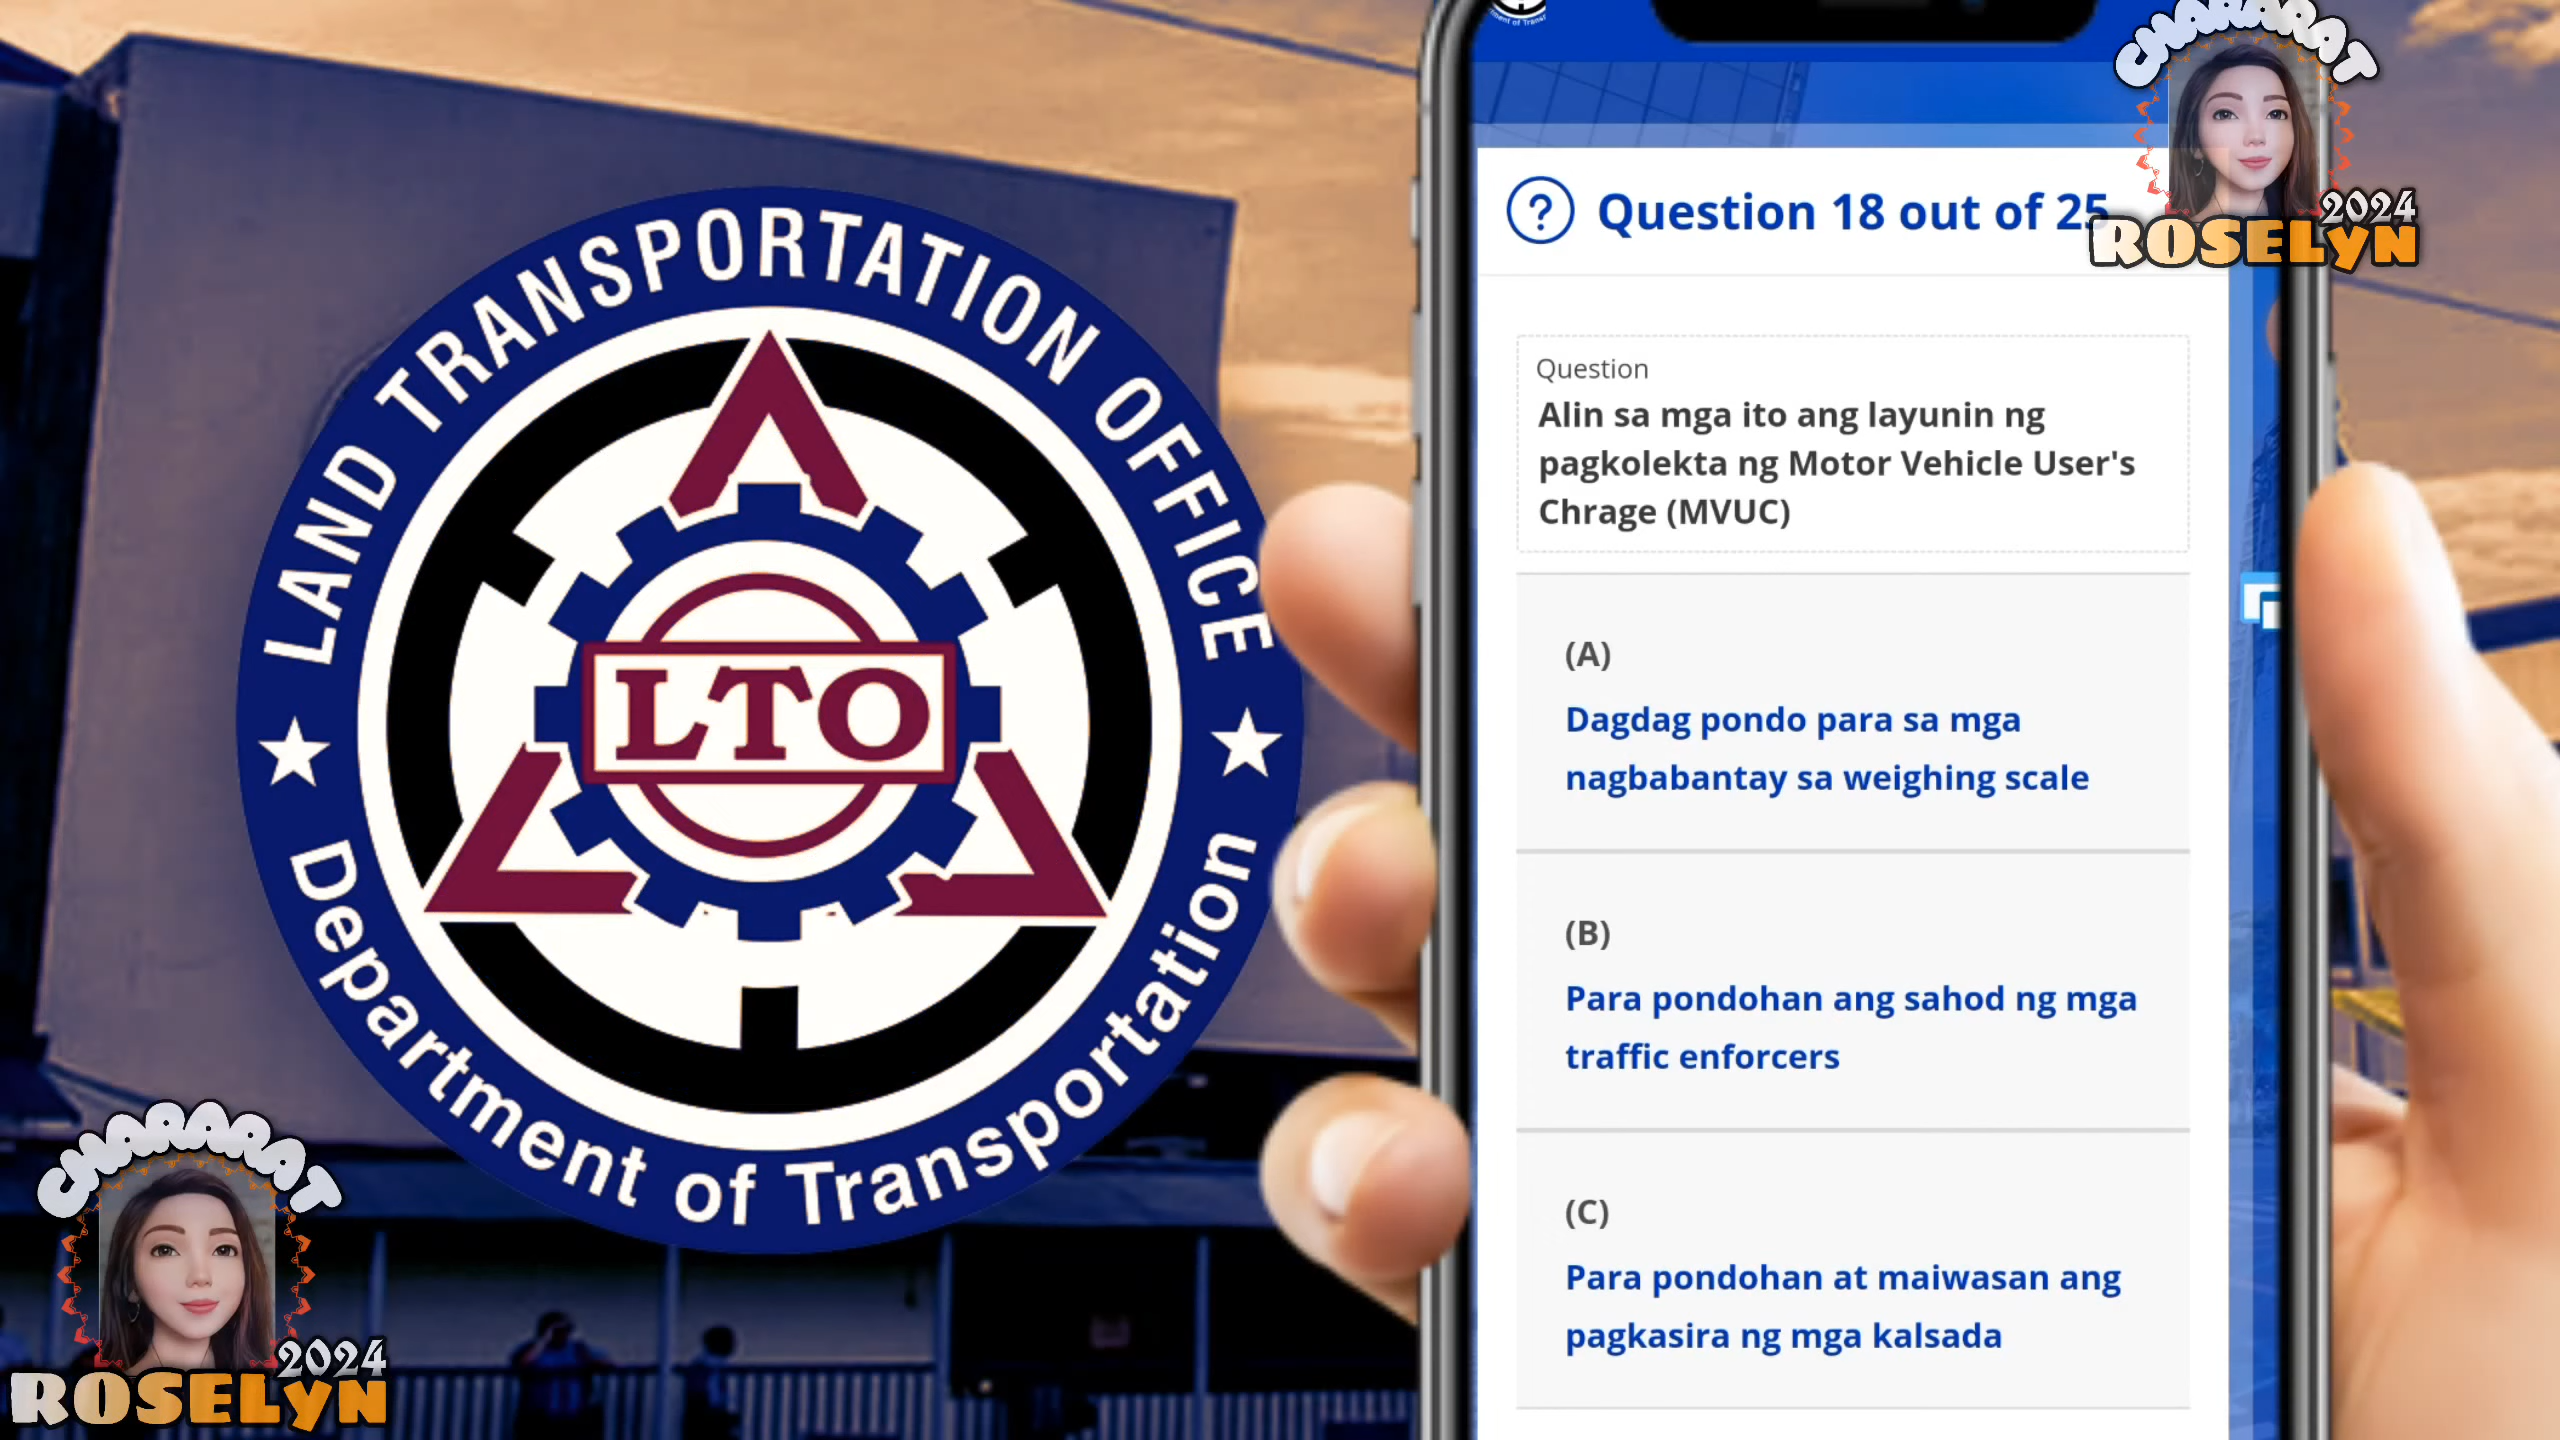 LAND TRANSPORTATION OFFICE
LTO
Department of Transportation
CHARARAT
2024
ROSELYN
CHARARAT
2024
ROSELYN
Question 18 out of 25
Question
Alin sa mga ito ang layunin ng
pagkolekta ng Motor Vehicle User's
Chrage (MVUC)
(A)
Dagdag pondo para sa mga
nagbabantay sa weighing scale
(B)
Para pondohan ang sahod ng mga
traffic enforcers
(C)
Para pondohan at maiwasan ang
pagkasira ng mga kalsada